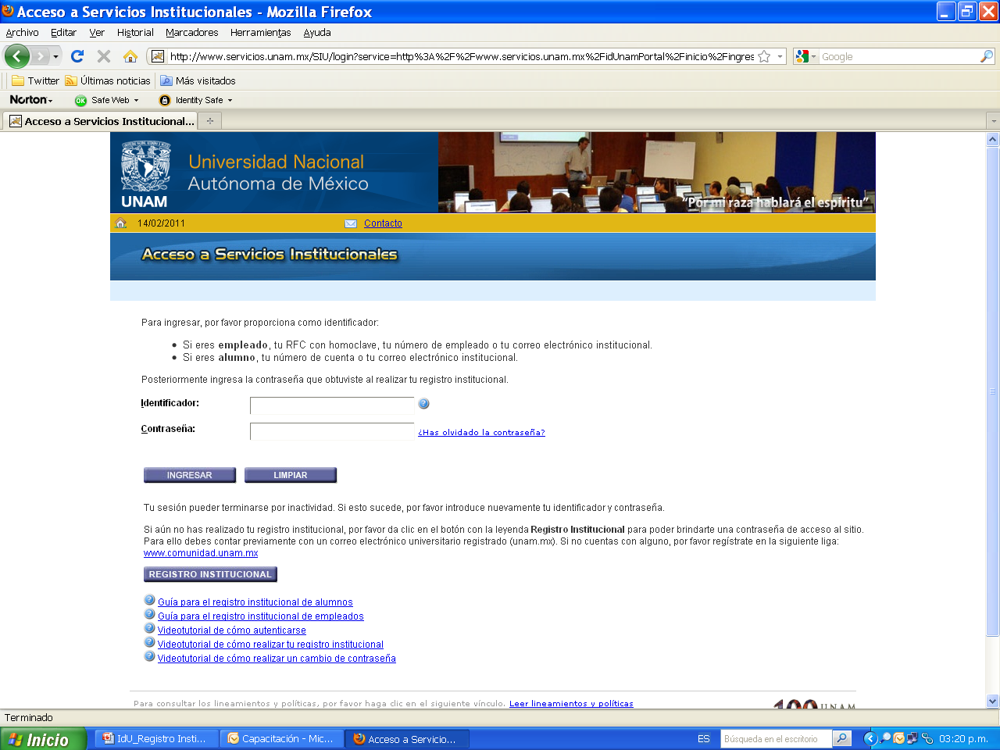 Acceso a Servicios Institucionales - Mozilla Firefox
Archivo Editar Ver Historial Marcadores Herramientas Ayuda
http://www.servicios.unam.mx/SIU/login?service=http%3A%2F%2Fwww.servicios.unam.mx%2FidUnamPortal%2Finicio%2Fingres
Google
Twitter Últimas noticias Más visitados
Norton Safe Web Identity Safe
Acceso a Servicios Institucional...
Universidad Nacional
Autónoma de México
UNAM
"Por mi raza hablará el espíritu"
14/02/2011 Contacto
Acceso a Servicios Institucionales
Para ingresar, por favor proporciona como identificador:
Si eres empleado, tu RFC con homoclave, tu número de empleado o tu correo electrónico institucional.
Si eres alumno, tu número de cuenta o tu correo electrónico institucional.
Posteriormente ingresa la contraseña que obtuviste al realizar tu registro institucional.
Identificador:
Contraseña: ¿Has olvidado la contraseña?
INGRESAR LIMPIAR
Tu sesión pueder terminarse por inactividad. Si esto sucede, por favor introduce nuevamente tu identificador y contraseña.
Si aún no has realizado tu registro institucional, por favor da clic en el botón con la leyenda Registro Institucional para poder brindarte una contraseña de acceso al sitio.
Para ello debes contar previamente con un correo electrónico universitario registrado (unam.mx). Si no cuentas con alguno, por favor regístrate en la siguiente liga:
www.comunidad.unam.mx
REGISTRO INSTITUCIONAL
Guía para el registro institucional de alumnos
Guía para el registro institucional de empleados
Videotutorial de cómo autenticarse
Videotutorial de cómo realizar tu registro institucional
Videotutorial de cómo realizar un cambio de contraseña
Para consultar los lineamientos y políticas, por favor haga clic en el siguiente vínculo. Leer lineamientos y políticas
100 UNAM
Terminado
Inicio IdU_Registro Insti... Capacitación - Mic... Acceso a Servicio... ES Búsqueda en el escritorio 03:20 p.m.